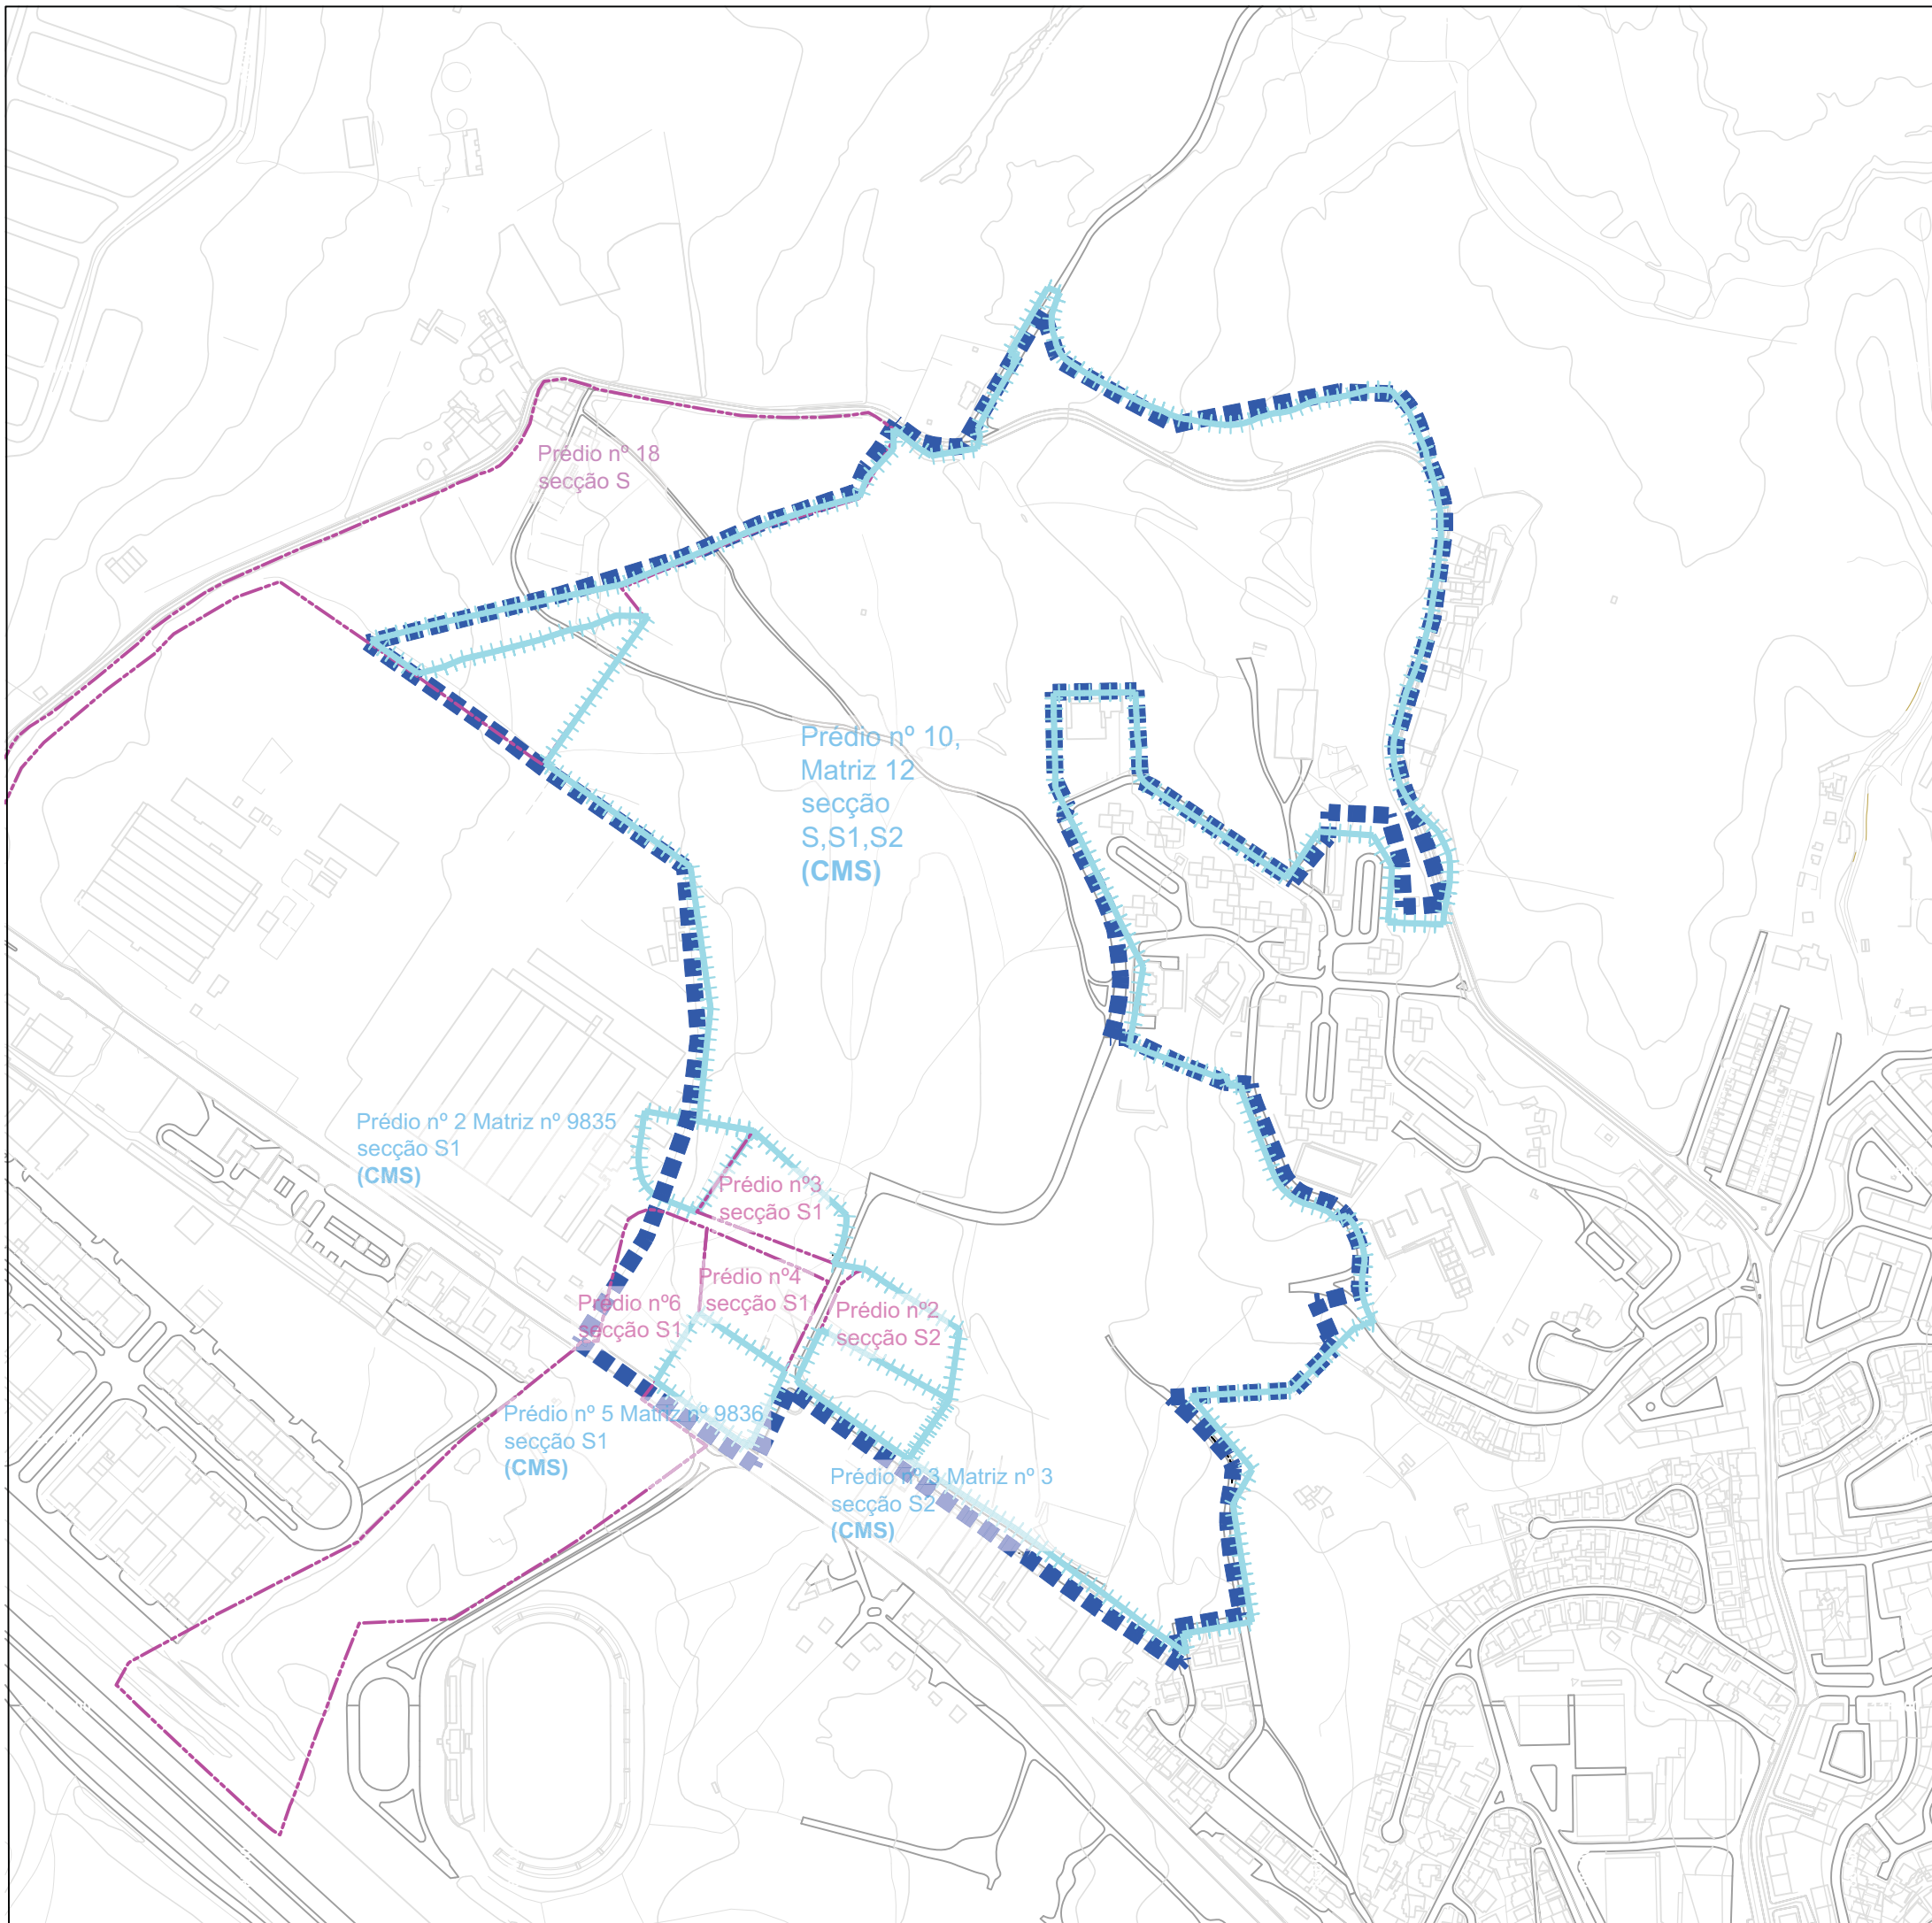 Prédio nº 18
secção S
Prédio nº 10,
Matriz 12
secção
S,S1,S2
(CMS)
Prédio nº 2 Matriz nº 9835
secção S1
(CMS)
Prédio nº3
secção S1
Prédio nº4
secção S1
Prédio nº6
secção S1
Prédio nº2
secção S2
Prédio nº 5 Matriz nº 9836
secção S1
(CMS)
Prédio nº 3 Matriz nº 3
secção S2
(CMS)